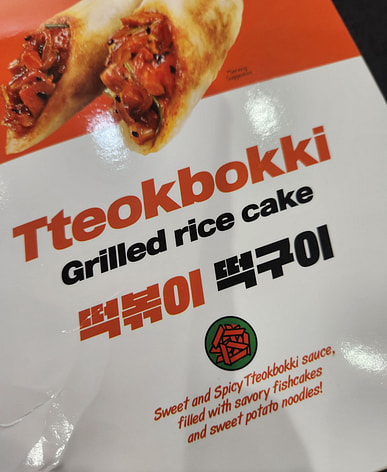 Tteokbokki
Grilled rice cake
떡볶이 떡구이
Sweet and Spicy Tteokbokki sauce,
filled with savory fishcakes
and sweet potato noodles!